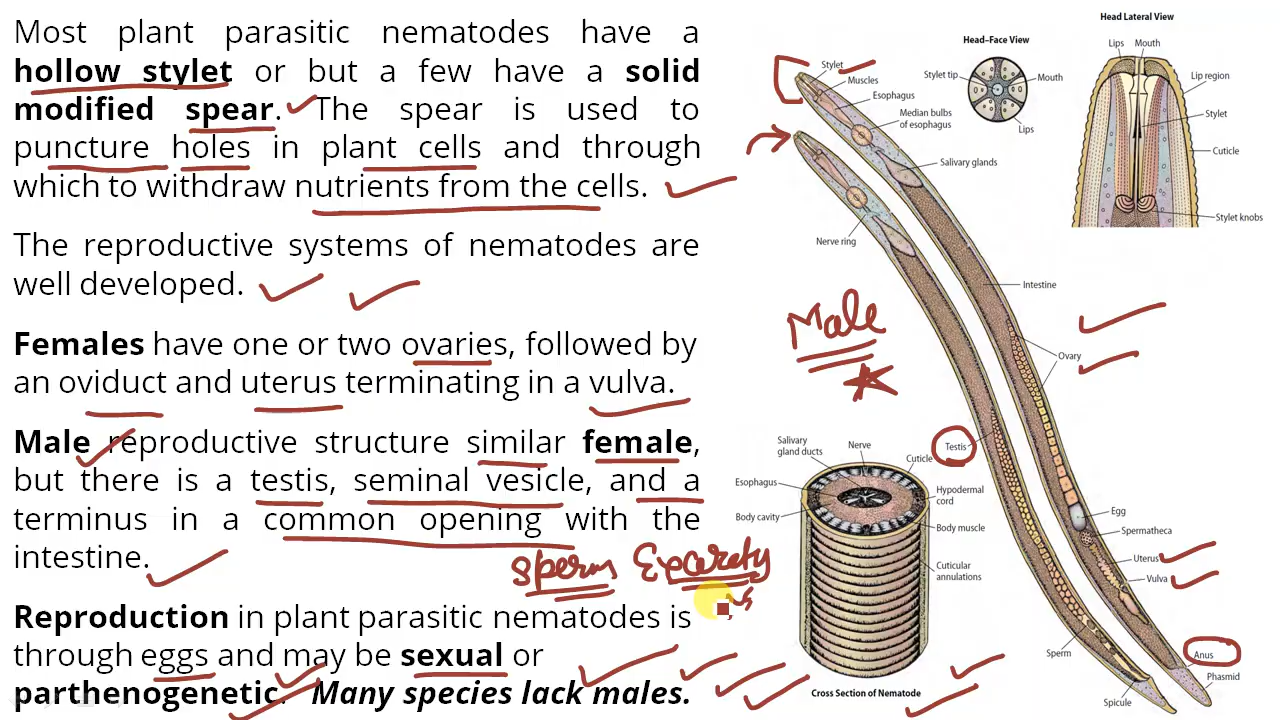 Most plant parasitic nematodes have a
hollow stylet or but a few have a solid
modified spear. The spear is used to
puncture holes in plant cells and through
which to withdraw nutrients from the cells.
The reproductive systems of nematodes are
well developed.
Females have one or two ovaries, followed by
an oviduct and uterus terminating in a vulva.
Male reproductive structure similar female,
but there is a testis, seminal vesicle, and a
terminus in a common opening with the
intestine.
Sperms
Reproduction in plant parasitic nematodes is
through eggs and may be sexual or
parthenogenetic. Many species lack males.
Male
Stylet
Muscles
Esophagus
Median bulbs
of esophagus
Salivary glands
Nerve ring
Intestine
Ovary
Testis
Egg
Spermatheca
Uterus
Vulva
Sperm
Anus
Phasmid
Spicule
Head–Face View
Stylet tip
Mouth
Lips
Head Lateral View
Lips
Mouth
Lip region
Stylet
Cuticle
Stylet knobs
Salivary
gland ducts
Nerve
Cuticle
Esophagus
Hypodermal
cord
Body cavity
Body muscle
Cuticular
annulations
Cross Section of Nematode